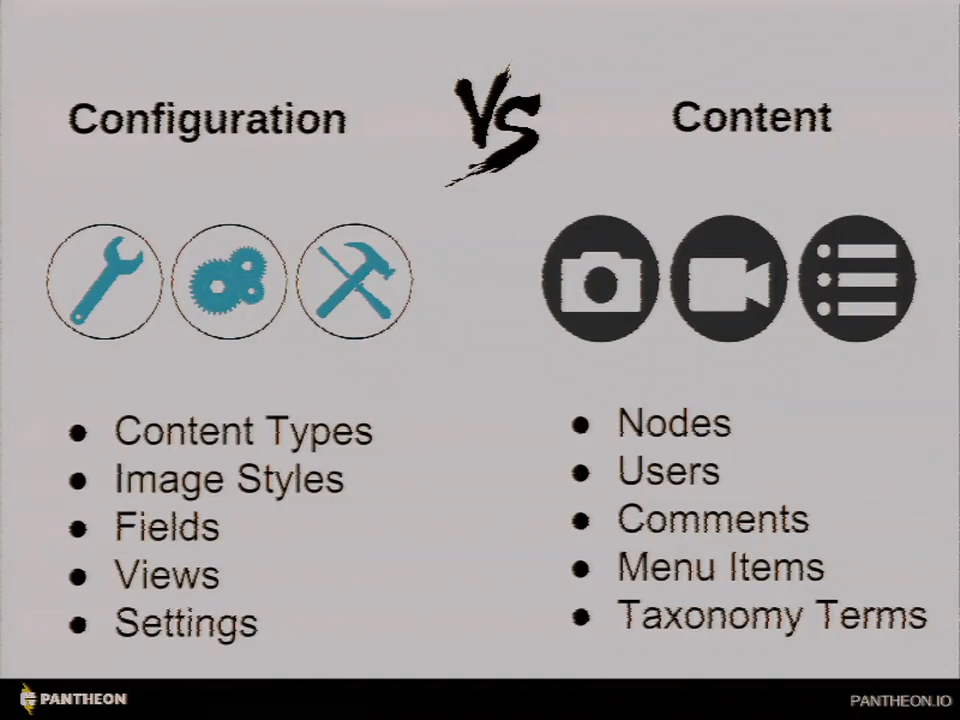 Configuration
VS
Content
Content Types
Image Styles
Fields
Views
Settings
Nodes
Users
Comments
Menu Items
Taxonomy Terms
PANTHEON
PANTHEON.IO